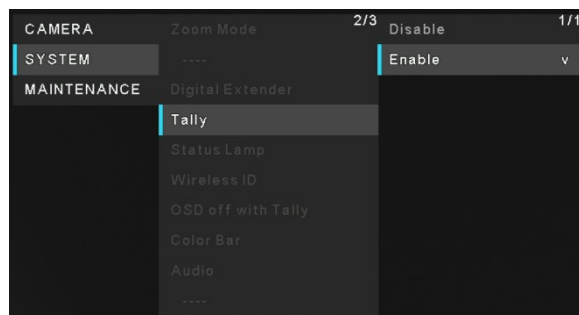 CAMERA
SYSTEM
MAINTENANCE
2/3
Zoom Mode
----
Digital Extender
Tally
Status Lamp
Wireless ID
OSD off with Tally
Color Bar
Audio
----
1/1
Disable
Enable v